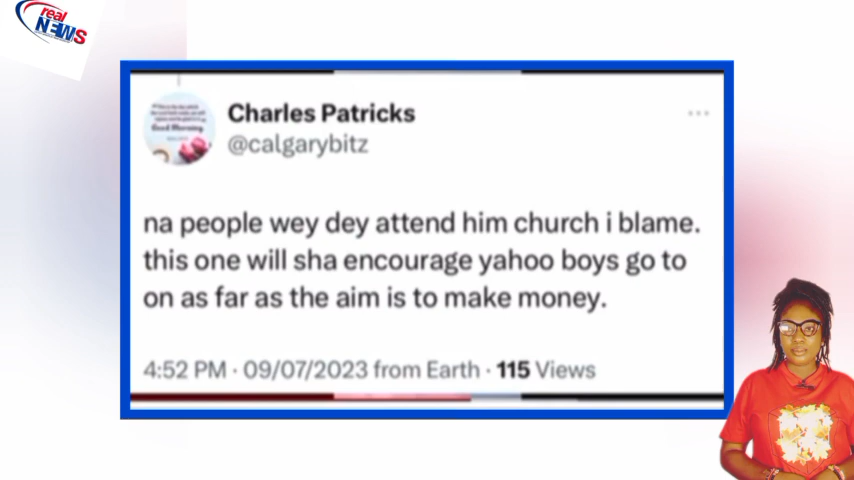 real
NEWS
Charles Patricks
@calgarybitz
na people wey dey attend him church i blame.
this one will sha encourage yahoo boys go to
on as far as the aim is to make money.
4:52 PM · 09/07/2023 from Earth · 115 Views
Good Morning